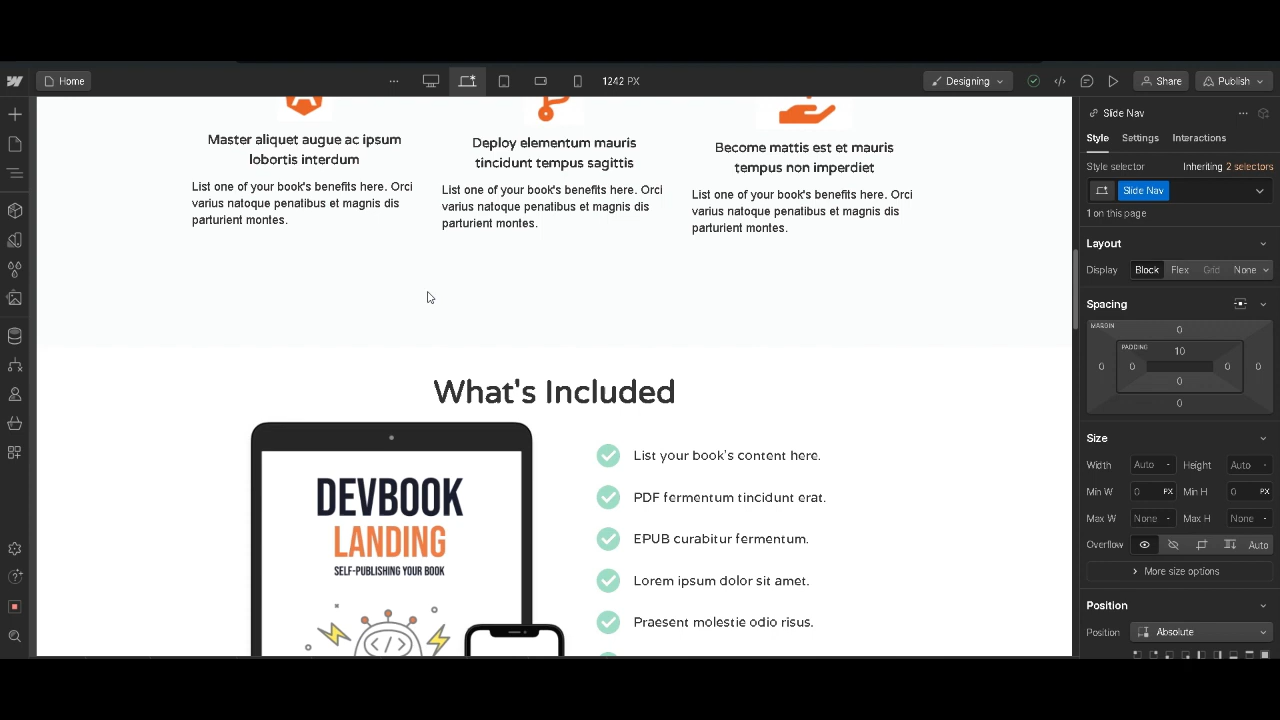 Home
1242 PX
Designing
Share
Publish
Master aliquet augue ac ipsum
lobortis interdum
List one of your book's benefits here. Orci
varius natoque penatibus et magnis dis
parturient montes.
Deploy elementum mauris
tincidunt tempus sagittis
List one of your book's benefits here. Orci
varius natoque penatibus et magnis dis
parturient montes.
Become mattis est et mauris
tempus non imperdiet
List one of your book's benefits here. Orci
varius natoque penatibus et magnis dis
parturient montes.
What's Included
DEVBOOK
LANDING
SELF-PUBLISHING YOUR BOOK
</>
List your book's content here.
PDF fermentum tincidunt erat.
EPUB curabitur fermentum.
Lorem ipsum dolor sit amet.
Praesent molestie odio risus.
Slide Nav
Style Settings Interactions
Style selector Inheriting 2 selectors
Slide Nav
1 on this page
Layout
Display Block Flex Grid None
Spacing
MARGIN
0
PADDING
10
0 0 0 0
0
0
Size
Width Auto Height Auto
Min W 0 PX Min H 0 PX
Max W None Max H None
Overflow Auto
More size options
Position
Position Absolute